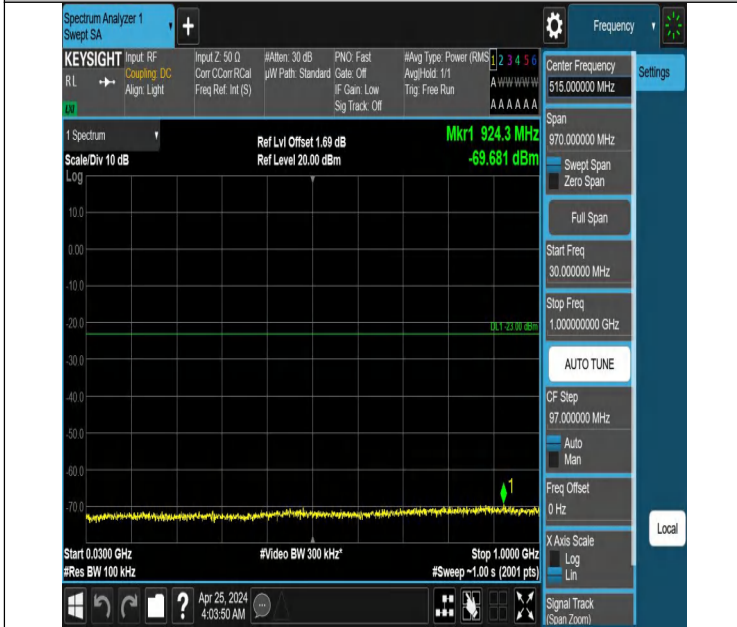 Spectrum Analyzer 1
Swept SA
+
Frequency
KEYSIGHT
RL
Input: RF
Coupling: DC
Align: Light
Input Z: 50 Ω
Corr CCorr RCal
Freq Ref: Int (S)
#Atten: 30 dB
µW Path: Standard
PNO: Fast
Gate: Off
IF Gain: Low
Sig Track: Off
#Avg Type: Power (RMS
Avg|Hold: 1/1
Trig: Free Run
1 2 3 4 5 6
A W W W W W
A A A A A A
1 Spectrum
Scale/Div 10 dB
Log
Ref Lvl Offset 1.69 dB
Ref Level 20.00 dBm
Mkr1 924.3 MHz
-69.681 dBm
10.0
0.00
-10.0
-20.0
DL1 -23.00 dBm
-30.0
-40.0
-50.0
-60.0
1
-70.0
Start 0.0300 GHz
#Res BW 100 kHz
#Video BW 300 kHz*
Stop 1.0000 GHz
#Sweep ~1.00 s (2001 pts)
?
Apr 25, 2024
4:03:50 AM
Center Frequency
515.000000 MHz
Settings
Span
970.000000 MHz
Swept Span
Zero Span
Full Span
Start Freq
30.000000 MHz
Stop Freq
1.000000000 GHz
AUTO TUNE
CF Step
97.000000 MHz
Auto
Man
Freq Offset
0 Hz
X Axis Scale
Log
Lin
Local
Signal Track
(Span Zoom)